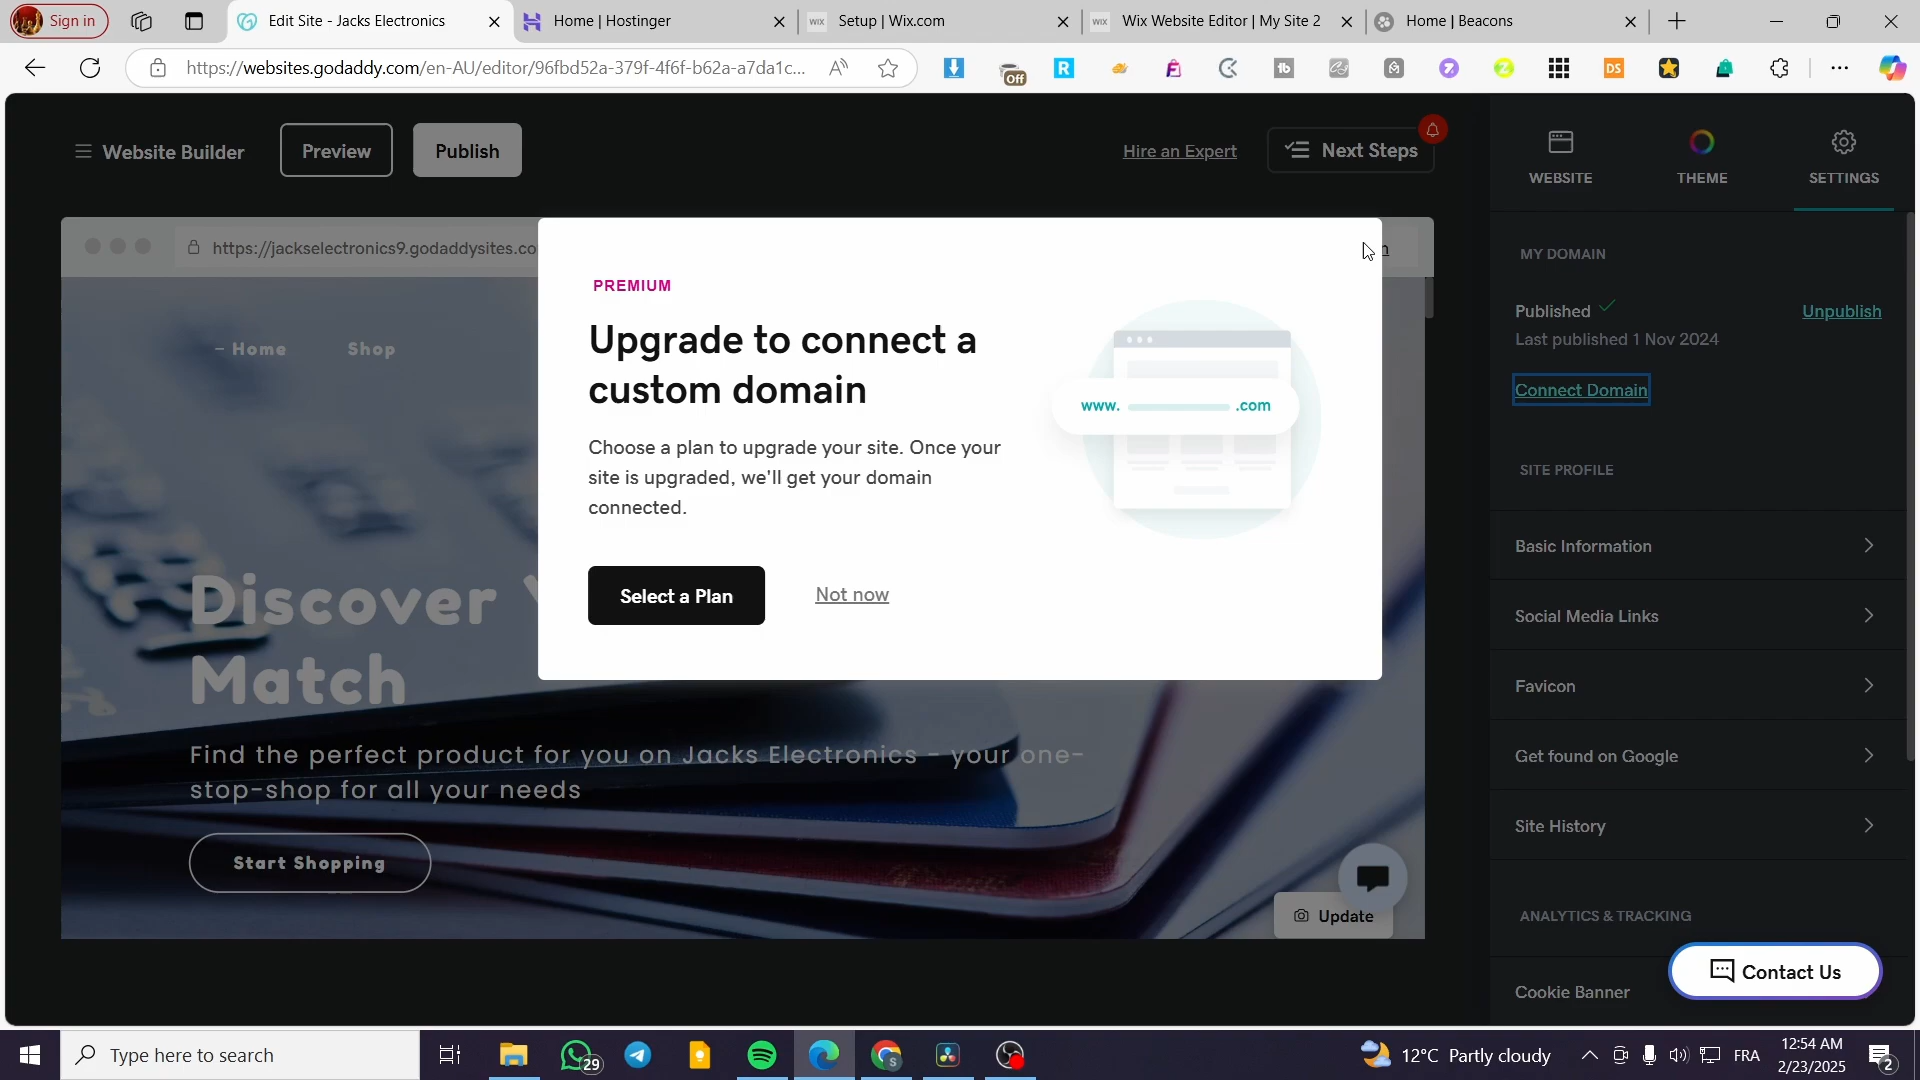 Sign in
Edit Site - Jacks Electronics
Home | Hostinger
WIX
Setup | Wix.com
WIX
Wix Website Editor | My Site 2
Home | Beacons
https://websites.godaddy.com/en-AU/editor/96fbd52a-379f-4f6f-b62a-a7da1c...
Off
R
DS
Website Builder
Preview
Publish
Hire an Expert
Next Steps
WEBSITE
THEME
SETTINGS
https://jackselectronics9.godaddysites.co
Home
Shop
Discover
Match
Find the perfect product for you on Jacks Electronics - your one-
stop-shop for all your needs
Start Shopping
Update
PREMIUM
Upgrade to connect a
custom domain
Choose a plan to upgrade your site. Once your
site is upgraded, we'll get your domain
connected.
Select a Plan
Not now
www.
.com
MY DOMAIN
Published
Unpublish
Last published 1 Nov 2024
Connect Domain
SITE PROFILE
Basic Information
Social Media Links
Favicon
Get found on Google
Site History
ANALYTICS & TRACKING
Cookie Banner
Contact Us
Type here to search
29
12°C Partly cloudy
FRA
12:54 AM
2/23/2025
2